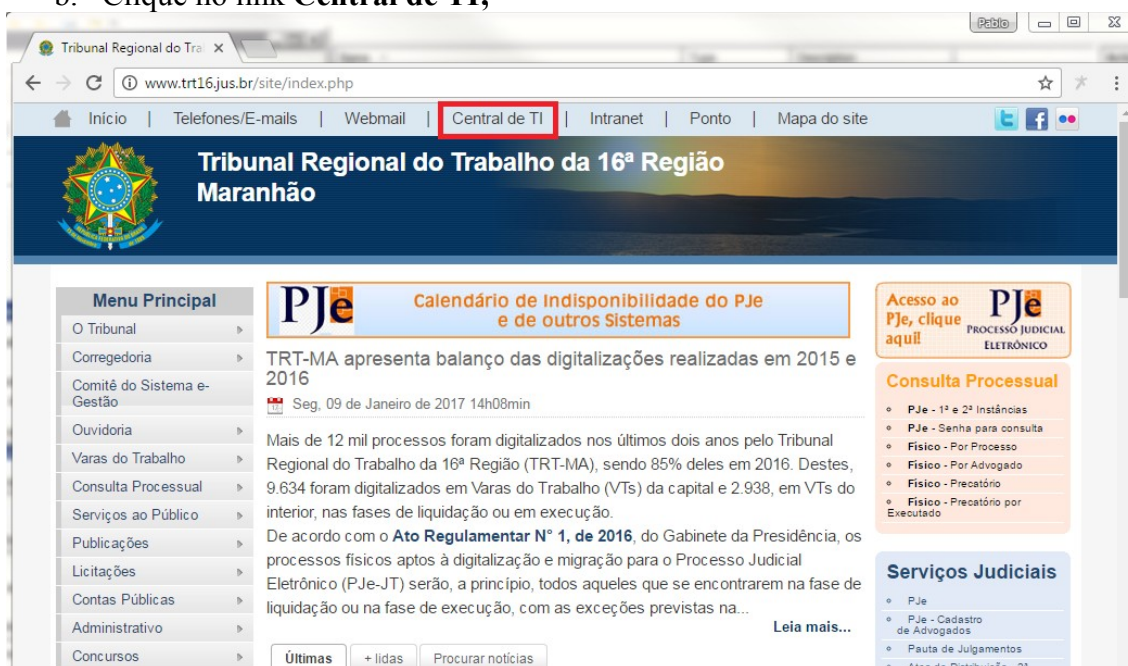 b. Clique no link Central de TI;
Pablo
Tribunal Regional do Tra
www.trt16.jus.br/site/index.php
Início | Telefones/E-mails | Webmail | Central de TI | Intranet | Ponto | Mapa do site
Tribunal Regional do Trabalho da 16ª Região
Maranhão
Menu Principal
O Tribunal
Corregedoria
Comitê do Sistema e-
Gestão
Ouvidoria
Varas do Trabalho
Consulta Processual
Serviços ao Público
Publicações
Licitações
Contas Públicas
Administrativo
Concursos
PJe
Calendário de Indisponibilidade do PJe
e de outros Sistemas
TRT-MA apresenta balanço das digitalizações realizadas em 2015 e
2016
Seg, 09 de Janeiro de 2017 14h08min
Mais de 12 mil processos foram digitalizados nos últimos dois anos pelo Tribunal
Regional do Trabalho da 16ª Região (TRT-MA), sendo 85% deles em 2016. Destes,
9.634 foram digitalizados em Varas do Trabalho (VTs) da capital e 2.938, em VTs do
interior, nas fases de liquidação ou em execução.
De acordo com o Ato Regulamentar N° 1, de 2016, do Gabinete da Presidência, os
processos físicos aptos à digitalização e migração para o Processo Judicial
Eletrônico (PJe-JT) serão, a princípio, todos aqueles que se encontrarem na fase de
liquidação ou na fase de execução, com as exceções previstas na...
Leia mais...
Últimas + lidas Procurar notícias
Acesso ao
PJe, clique
aqui!
PJe
PROCESSO JUDICIAL
ELETRÔNICO
Consulta Processual
PJe - 1ª e 2ª Instâncias
PJe - Senha para consulta
Físico - Por Processo
Físico - Por Advogado
Físico - Precatório
Físico - Precatório por
Executado
Serviços Judiciais
PJe
PJe - Cadastro
de Advogados
Pauta de Julgamentos